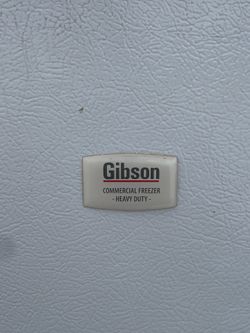 Gibson
COMMERCIAL FREEZER
- HEAVY DUTY -